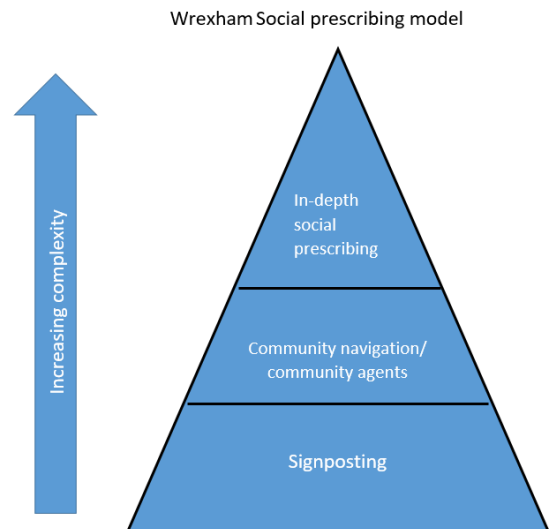 Wrexham Social prescribing model
Increasing complexity
In-depth
social
prescribing
Community navigation/
community agents
Signposting